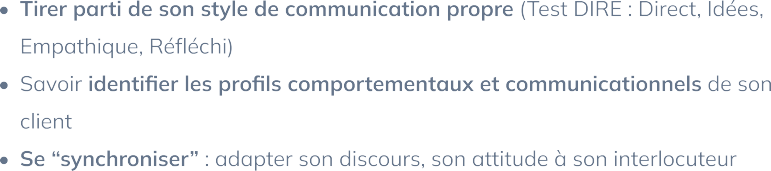 • Tirer parti de son style de communication propre (Test DIRE : Direct, Idées,
Empathique, Réfléchi)
• Savoir identifier les profils comportementaux et communicationnels de son
client
• Se “synchroniser” : adapter son discours, son attitude à son interlocuteur